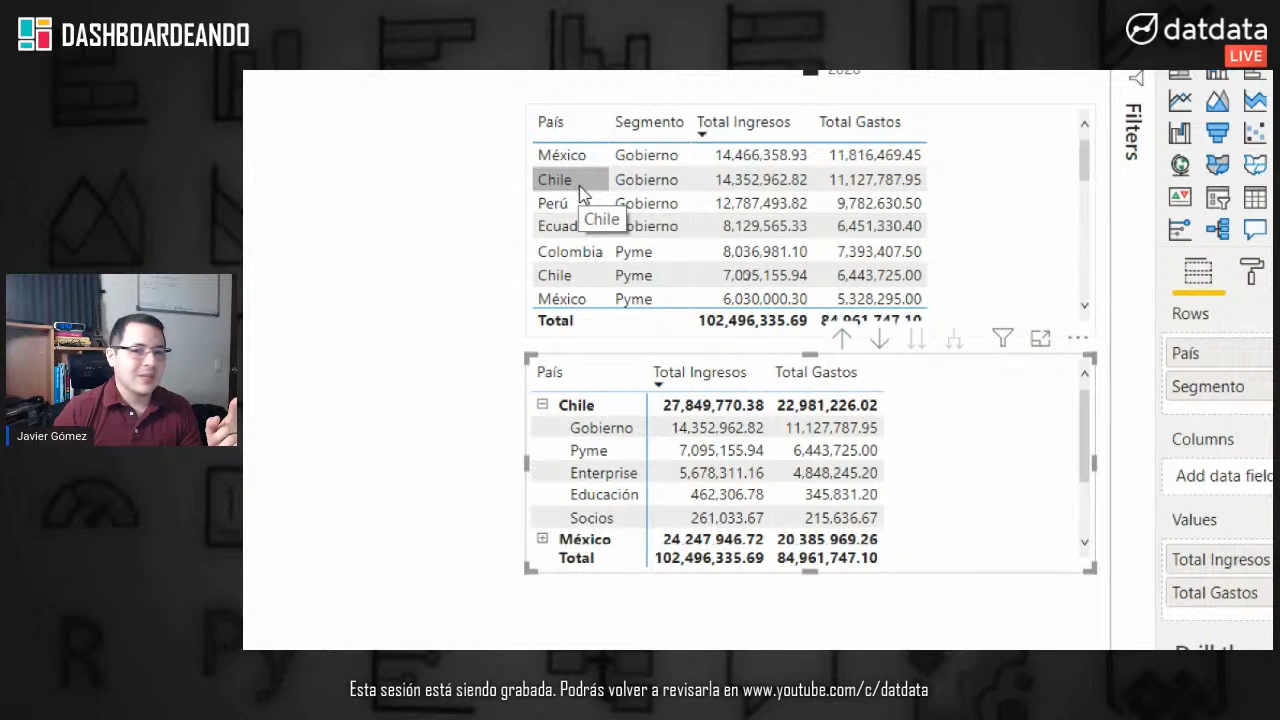 DASHBOARDEANDO
datdata
LIVE
2020
País Segmento Total Ingresos Total Gastos
México Gobierno 14,466,358.93 11,816,469.45
Chile Gobierno 14,352,962.82 11,127,787.95
Perú Gobierno 12,787,493.82 9,782,630.50
Chile
Ecuad obierno 8,129,565.33 6,451,330.40
Colombia Pyme 8,036,981.10 7,393,407.50
Chile Pyme 7,095,155.94 6,443,725.00
México Pyme 6,030,000.30 5,328,295.00
Total 102,496,335.69 84,961,747.10
País Total Ingresos Total Gastos
Chile 27,849,770.38 22,981,226.02
Gobierno 14,352,962.82 11,127,787.95
Pyme 7,095,155.94 6,443,725.00
Enterprise 5,678,311.16 4,848,245.20
Educación 462,306.78 345,831.20
Socios 261,033.67 215,636.67
México 24,247,946.72 20,385,969.26
Total 102,496,335.69 84,961,747.10
Filters
Rows
País
Segmento
Columns
Add data field
Values
Total Ingresos
Total Gastos
Javier Gómez
Esta sesión está siendo grabada. Podrás volver a revisarla en www.youtube.com/c/datdata